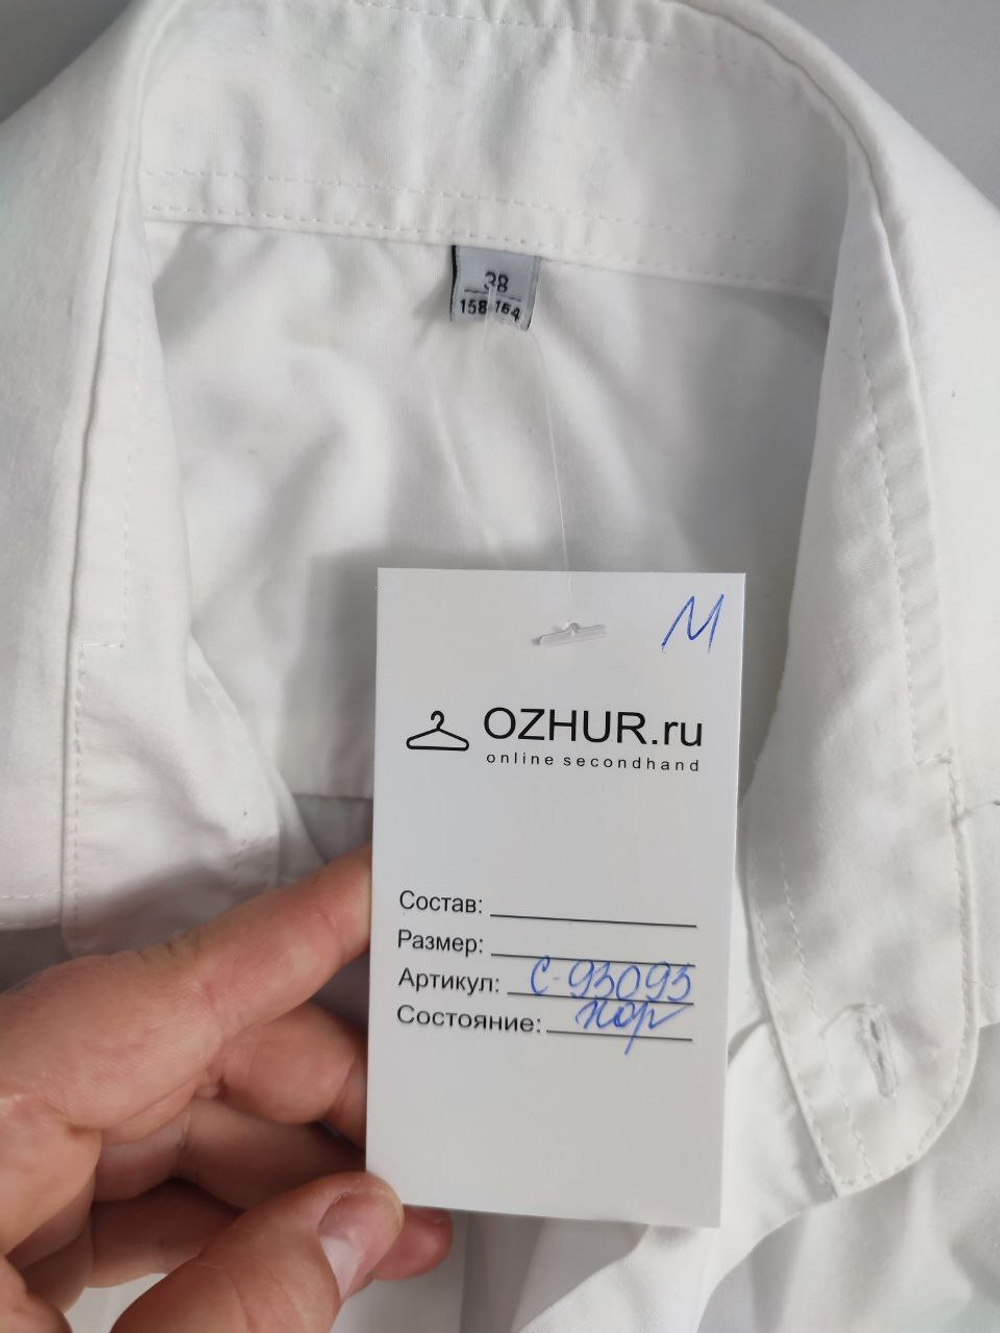 38
158-164
М
OZHUR.ru
online secondhand
Состав:
Размер:
Артикул: С-93093
Состояние: хор